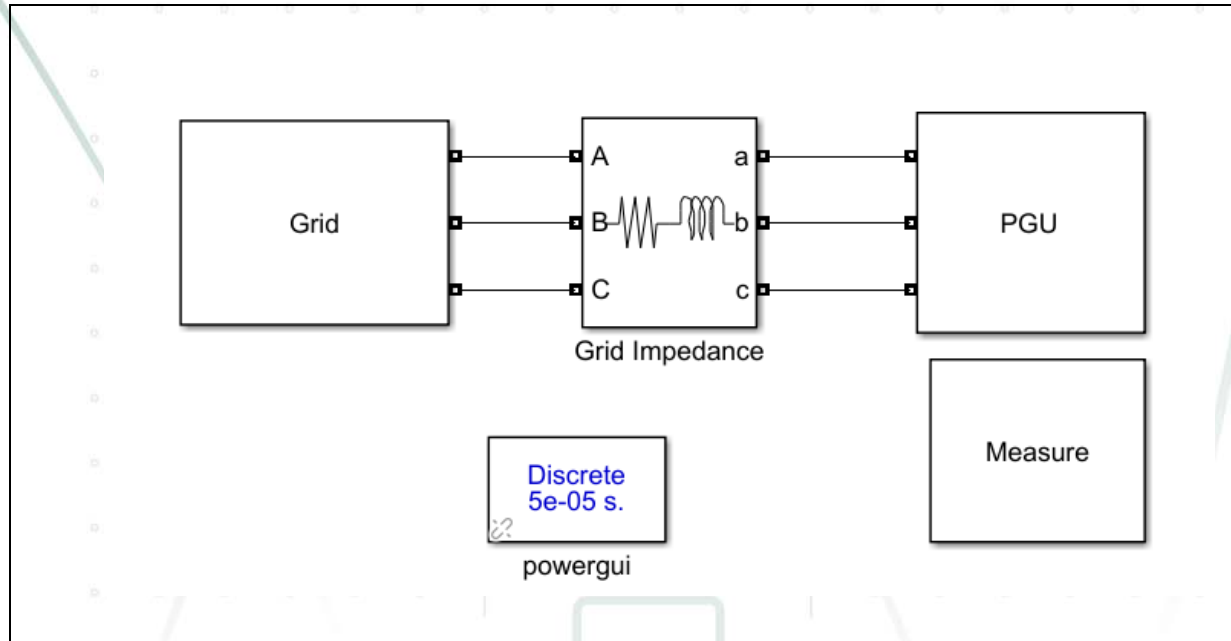 Grid
A
B
C
a
b
c
Grid Impedance
PGU
Measure
Discrete
5e-05 s.
powergui